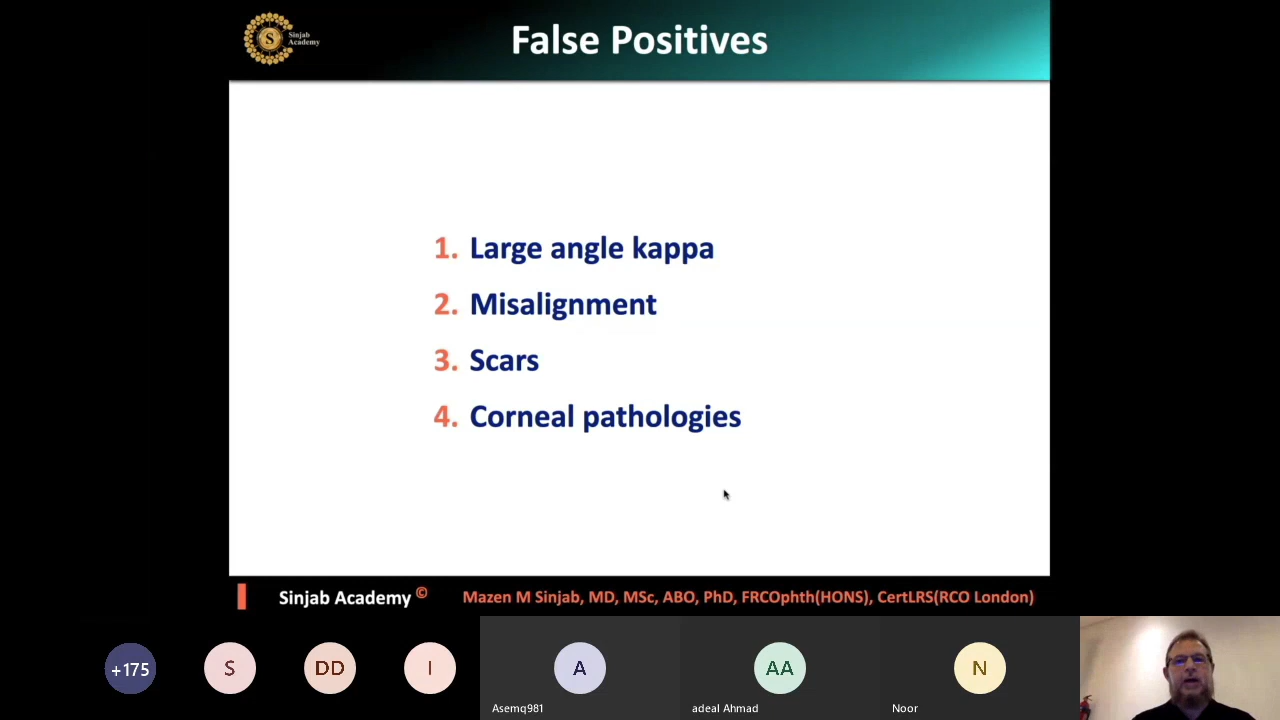 Sinjab
Academy
False Positives
1. Large angle kappa
2. Misalignment
3. Scars
4. Corneal pathologies
Sinjab Academy ©
Mazen M Sinjab, MD, MSc, ABO, PhD, FRCOphth(HONS), CertLRS(RCO London)
+175
S
DD
I
A
AA
N
Asemq981
adeal Ahmad
Noor